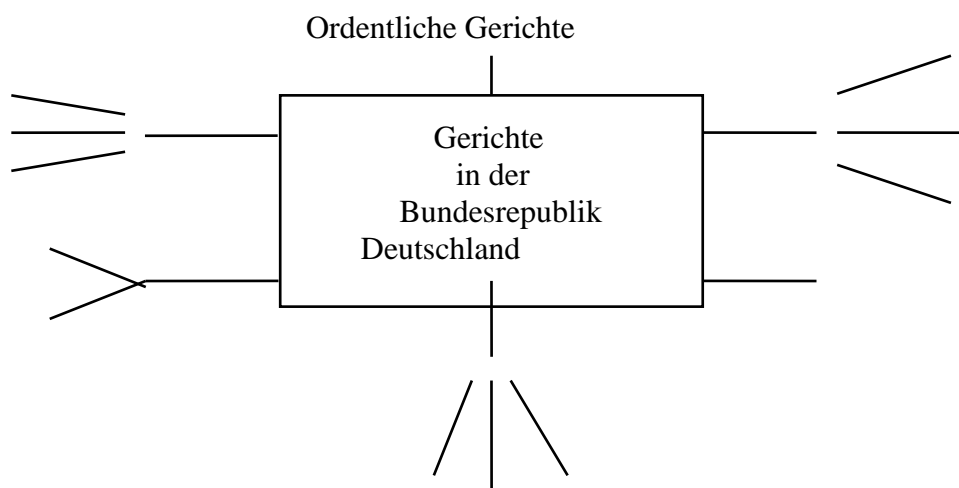 Ordentliche Gerichte
Gerichte
in der
Bundesrepublik
Deutschland